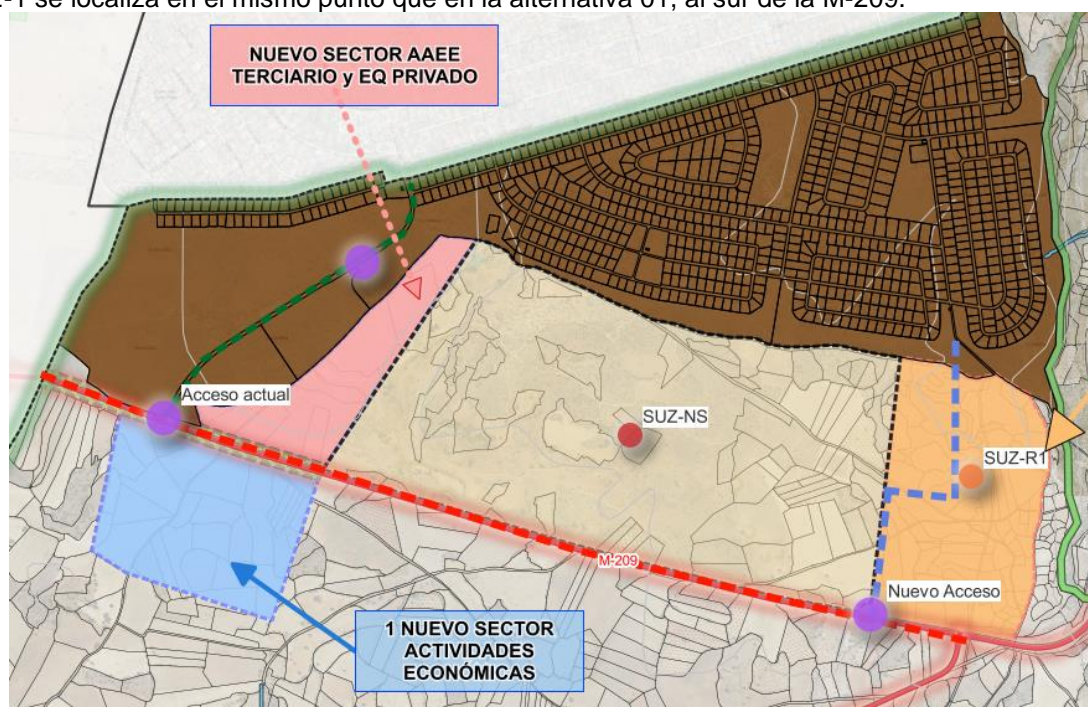 -1 se localiza en el mismo punto que en la alternativa 01, al sur de la M-209.
NUEVO SECTOR AAEE
TERCIARIO y EQ PRIVADO
Acceso actual
SUZ-NS
SUZ-R1
M-209
Nuevo Acceso
1 NUEVO SECTOR
ACTIVIDADES
ECONÓMICAS